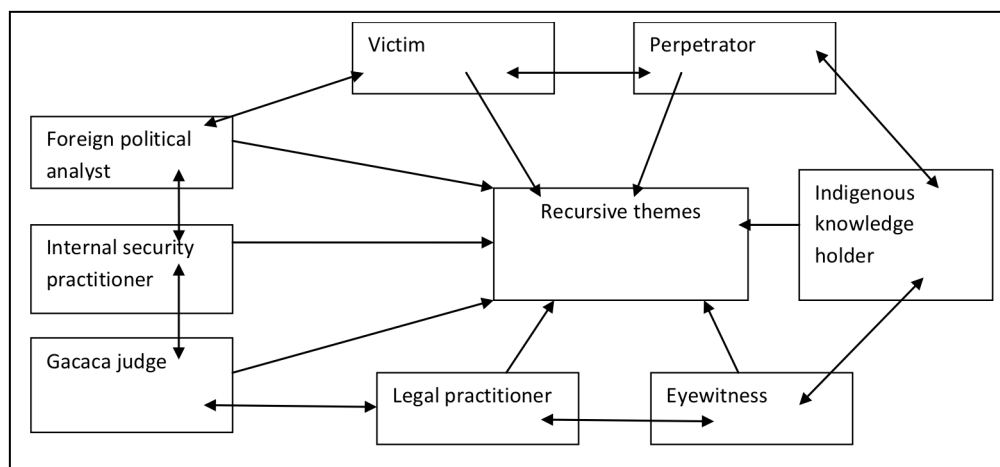 Victim
Perpetrator
Foreign political
analyst
Recursive themes
Indigenous
knowledge
holder
Internal security
practitioner
Gacaca judge
Legal practitioner
Eyewitness